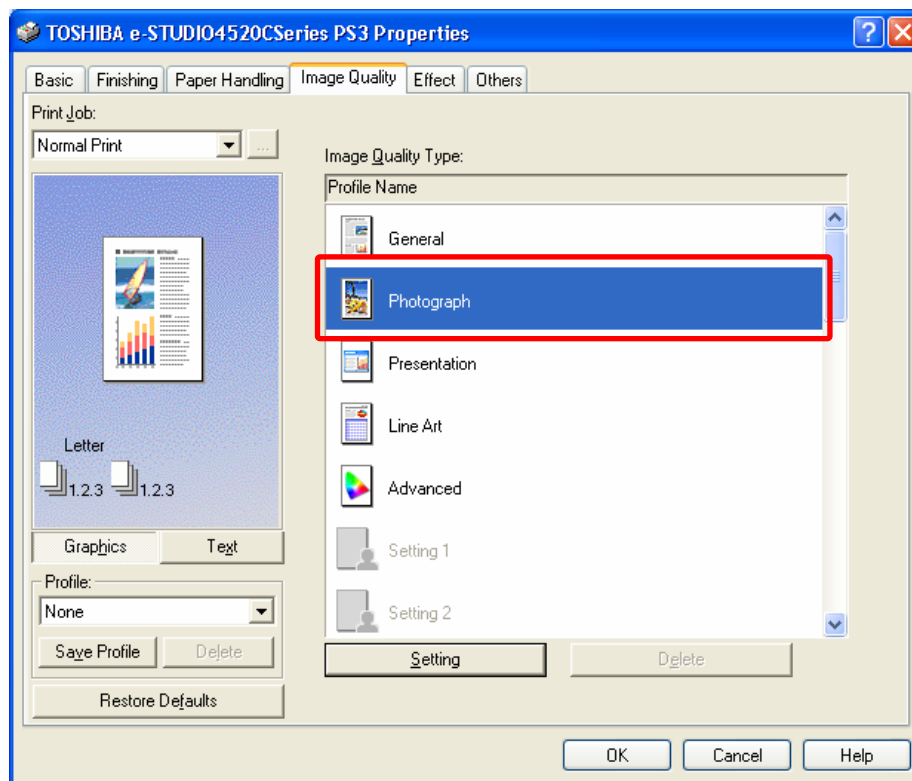 TOSHIBA e-STUDIO4520CSeries PS3 Properties
Basic Finishing Paper Handling Image Quality Effect Others
Print Job:
Normal Print
...
Image Quality Type:
Profile Name
General
Photograph
Presentation
Line Art
Advanced
Setting 1
Setting 2
Letter
1.2.3 1.2.3
Graphics Text
Profile:
None
Save Profile Delete
Restore Defaults
Setting Delete
OK Cancel Help